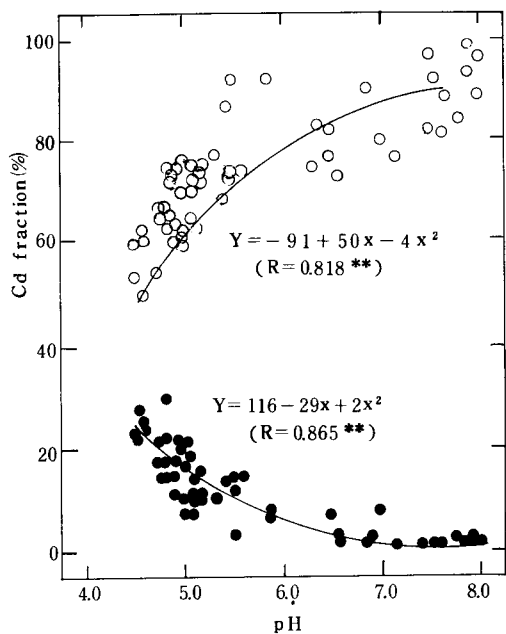 100
80
60
40
20
0
Cd fraction (%)
Y = − 91 + 50x − 4x²
(R = 0.818 **)
Y = 116 − 29x + 2x²
(R = 0.865 **)
4.0 5.0 6.0 7.0 8.0
pH